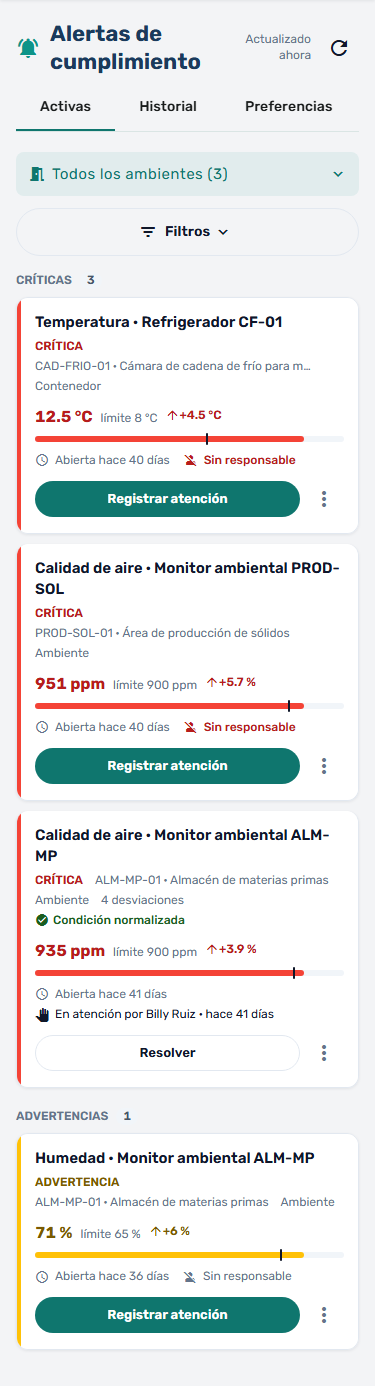 Alertas de
cumplimiento
Actualizado
ahora
Activas
Historial
Preferencias
Todos los ambientes (3)
Filtros
CRÍTICAS 3
Temperatura • Refrigerador CF-01
CRÍTICA
CAD-FRIO-01 • Cámara de cadena de frío para m...
Contenedor
12.5 °C límite 8 °C ↑+4.5 °C
Abierta hace 40 días Sin responsable
Registrar atención
Calidad de aire • Monitor ambiental PROD-
SOL
CRÍTICA
PROD-SOL-01 • Área de producción de sólidos
Ambiente
951 ppm límite 900 ppm ↑+5.7 %
Abierta hace 40 días Sin responsable
Registrar atención
Calidad de aire • Monitor ambiental ALM-
MP
CRÍTICA ALM-MP-01 • Almacén de materias primas
Ambiente 4 desviaciones
Condición normalizada
935 ppm límite 900 ppm ↑+3.9 %
Abierta hace 41 días
En atención por Billy Ruiz • hace 41 días
Resolver
ADVERTENCIAS 1
Humedad • Monitor ambiental ALM-MP
ADVERTENCIA
ALM-MP-01 • Almacén de materias primas Ambiente
71 % límite 65 % ↑+6 %
Abierta hace 36 días Sin responsable
Registrar atención